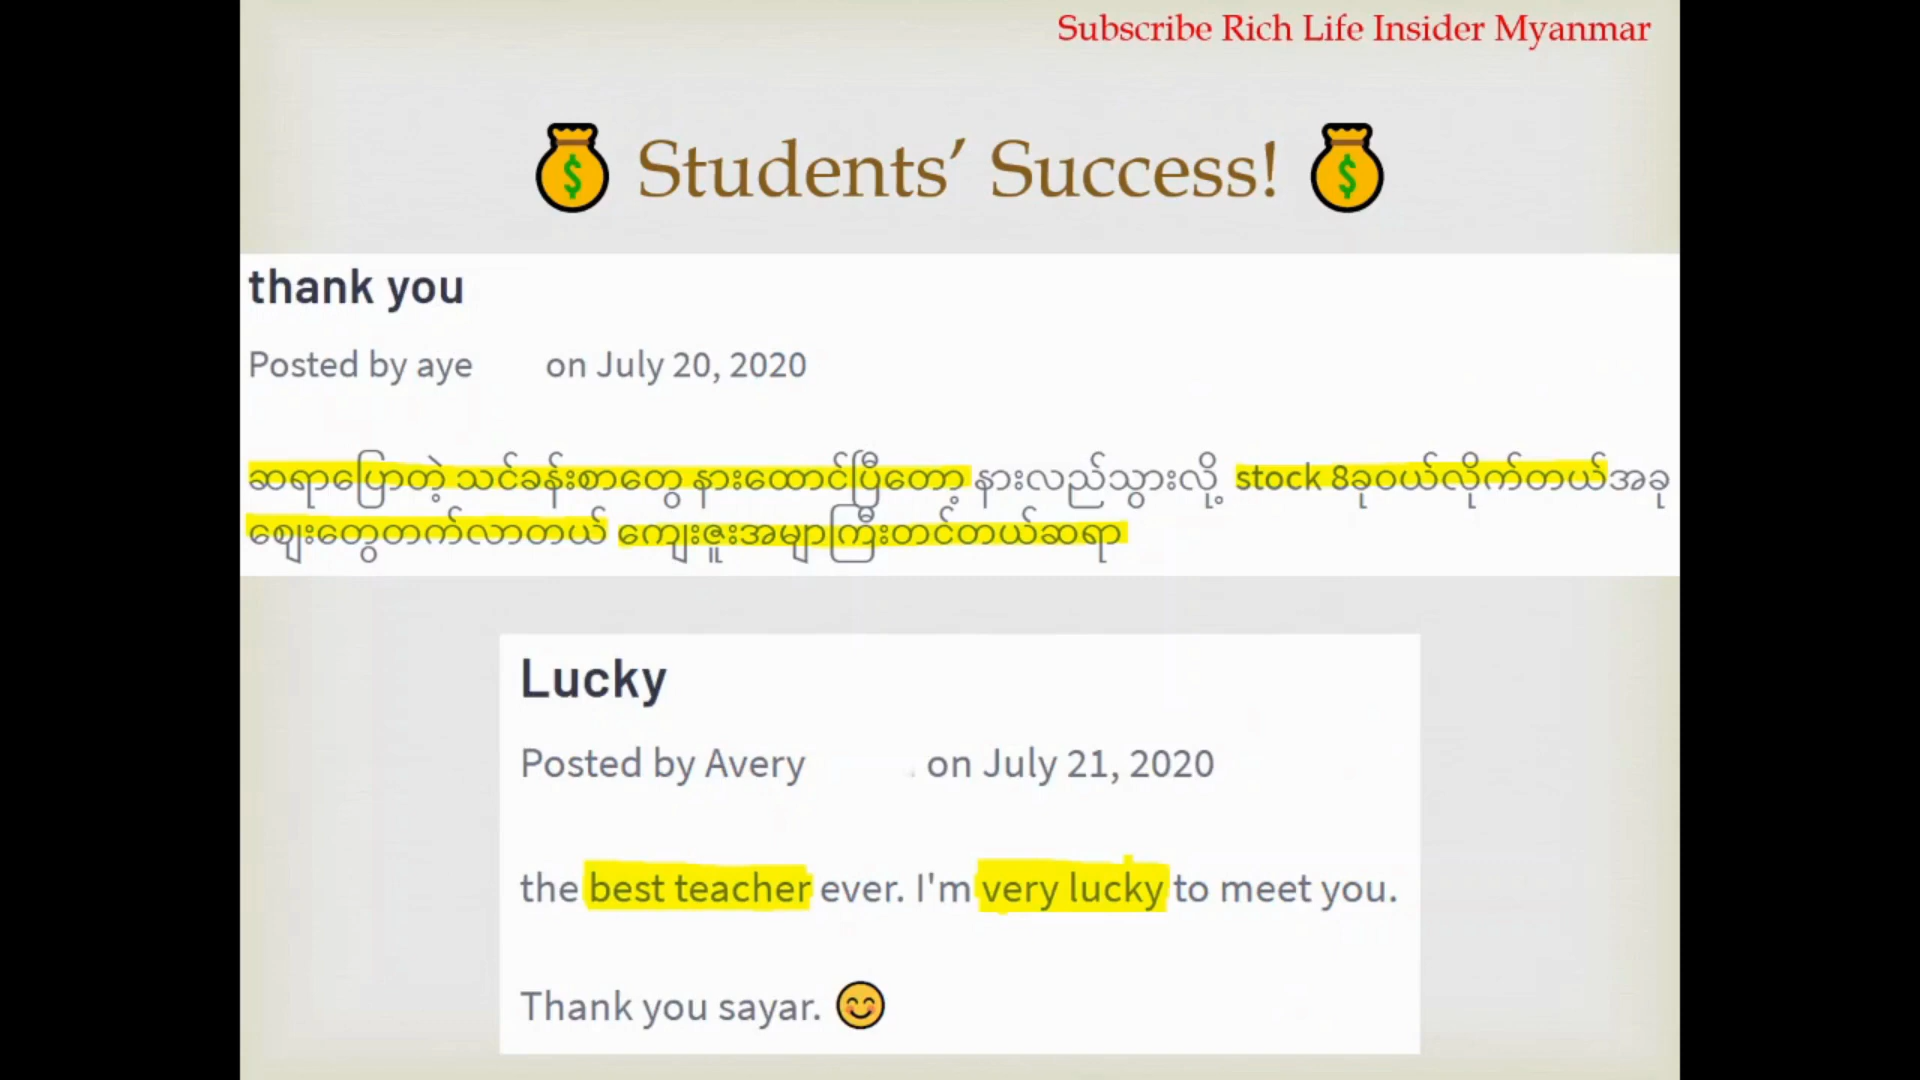 Subscribe Rich Life Insider Myanmar
Students’ Success!
thank you
Posted by aye on July 20, 2020
ဆရာပြောတဲ့ သင်ခန်းစာတွေ နားထောင်ပြီတော့ နားလည်သွားလို့ stock 8ခုဝယ်လိုက်တယ်အခု
ဈေးတွေတက်လာတယ် ကျေးဇူးအများကြီးတင်တယ်ဆရာ
Lucky
Posted by Avery on July 21, 2020
the best teacher ever. I'm very lucky to meet you.
Thank you sayar. 😊